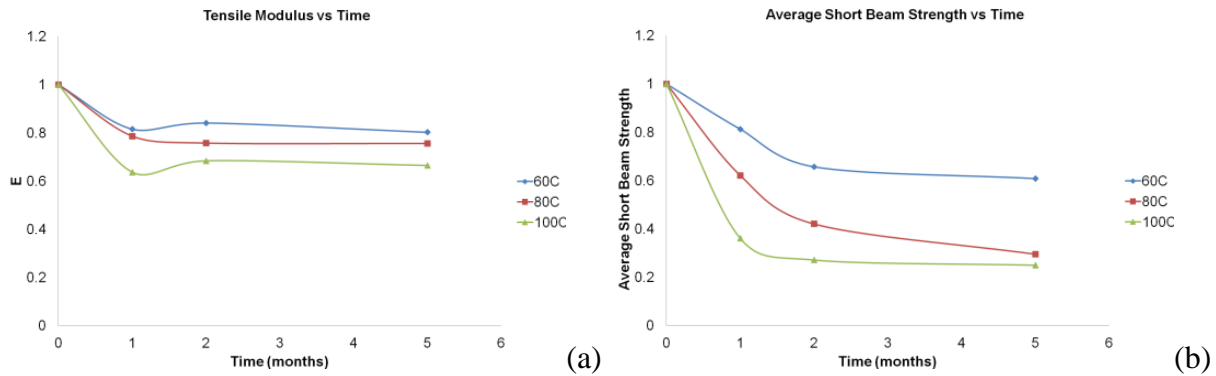 Tensile Modulus vs Time
1.2
1
0.8
0.6
0.4
0.2
0
E
0 1 2 3 4 5 6
Time (months)
60C
80C
100C
(a)
Average Short Beam Strength vs Time
1.2
1
0.8
0.6
0.4
0.2
0
Average Short Beam Strength
0 1 2 3 4 5 6
Time (months)
60C
80C
100C
(b)